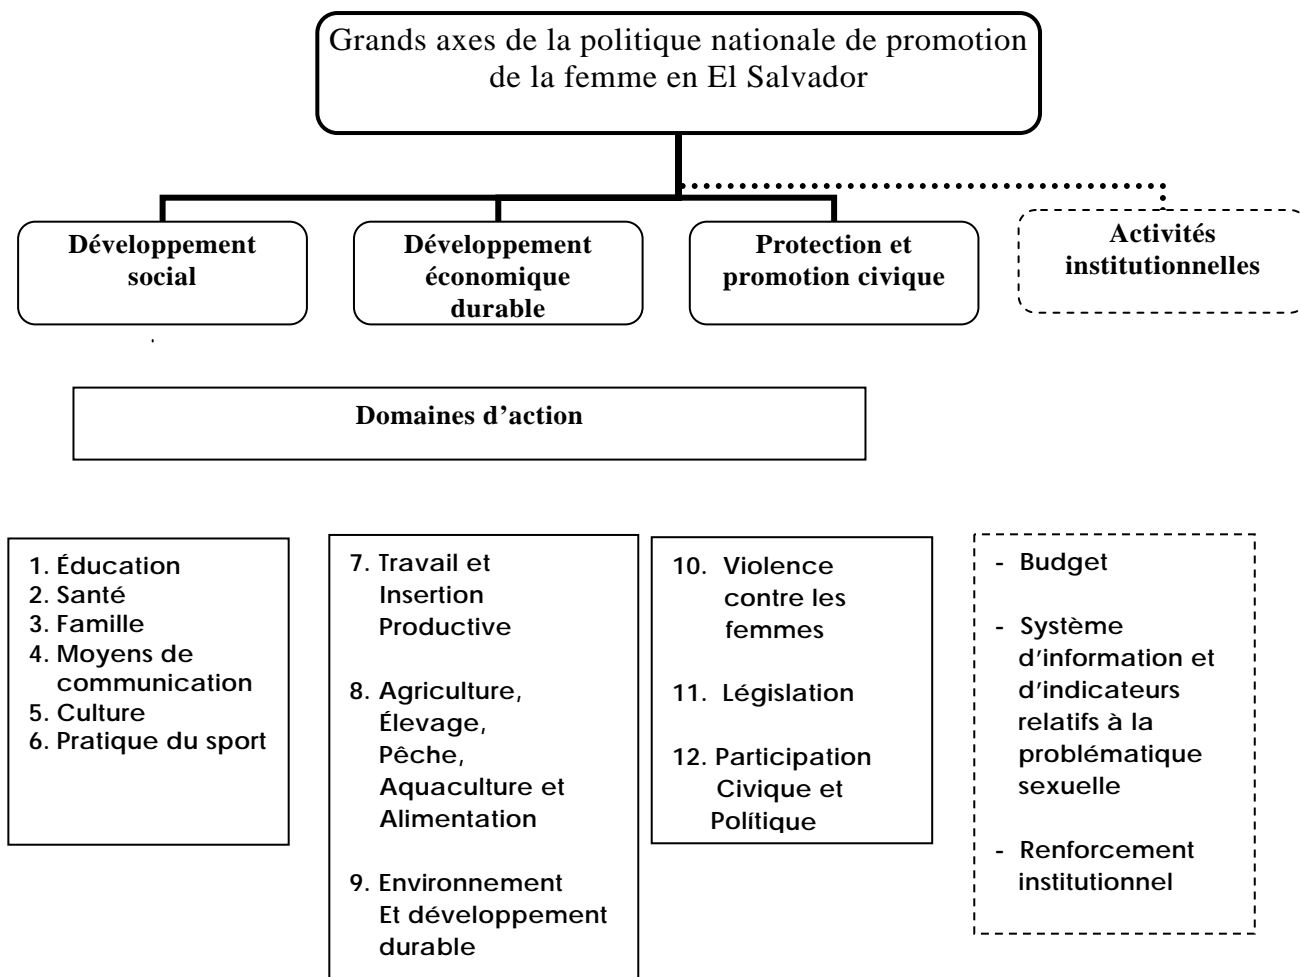 Grands axes de la politique nationale de promotion
de la femme en El Salvador
Développement
social
Développement
économique
durable
Protection et
promotion civique
Activités
institutionnelles
Domaines d'action
1. Éducation
2. Santé
3. Famille
4. Moyens de
communication
5. Culture
6. Pratique du sport
7. Travail et
Insertion
Productive
8. Agriculture,
Élevage,
Pêche,
Aquaculture et
Alimentation
9. Environnement
Et développement
durable
10. Violence
contre les
femmes
11. Législation
12. Participation
Civique et
Polítique
- Budget
- Système
d'information et
d'indicateurs
relatifs à la
problématique
sexuelle
- Renforcement
institutionnel